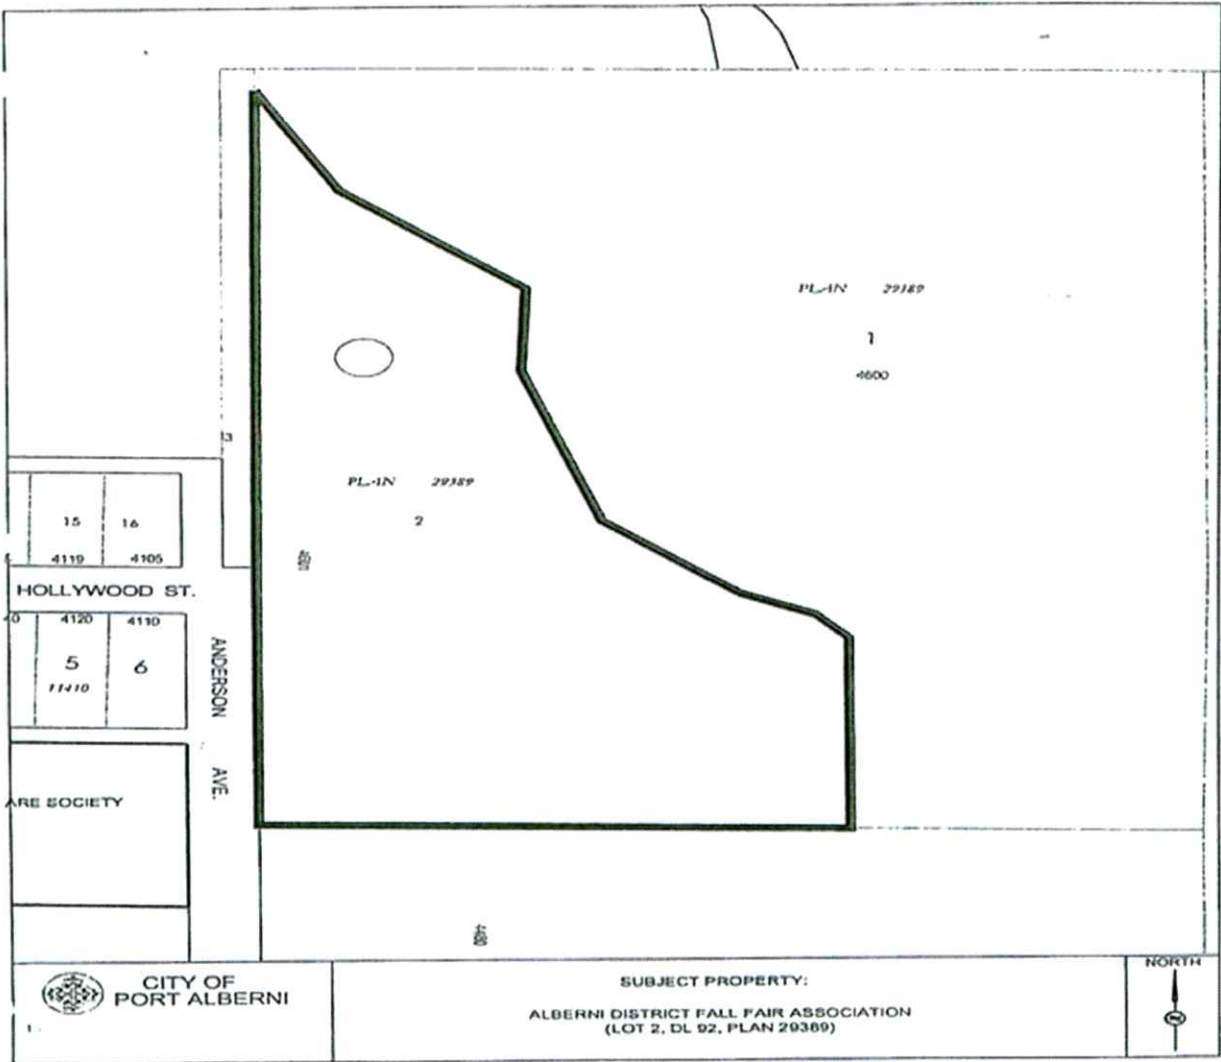 PLAN 29389
1
4600
3
PLAN 29389
2
15 16
4119 4105
HOLLYWOOD ST.
4120 4110
5 6
11410
ANDERSON AVE.
ARE SOCIETY
4480
CITY OF
PORT ALBERNI
SUBJECT PROPERTY:
ALBERNI DISTRICT FALL FAIR ASSOCIATION
(LOT 2, DL 92, PLAN 29389)
NORTH